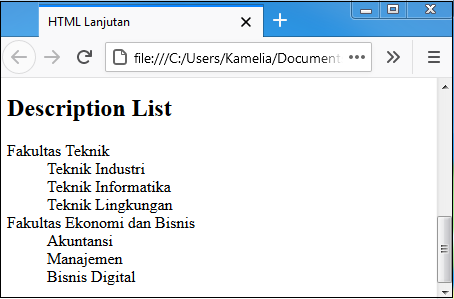 HTML Lanjutan
file:///C:/Users/Kamelia/Document
Description List
Fakultas Teknik
Teknik Industri
Teknik Informatika
Teknik Lingkungan
Fakultas Ekonomi dan Bisnis
Akuntansi
Manajemen
Bisnis Digital